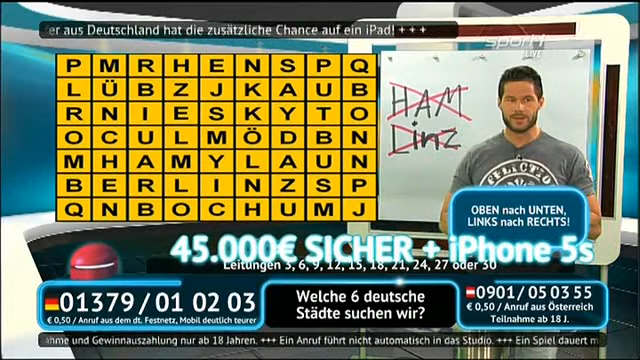 er aus Deutschland hat die zusätzliche Chance auf ein iPad! +++
sport1
LIVE
P M R H E N S P Q
L Ü B Z J K A U B
R N I E S K Y T O
O C U L M Ö D B N
M H A M Y L A U N
B E R L I N Z S P
Q N B O C H U M J
HAM
Linz
OBEN nach UNTEN,
LINKS nach RECHTS!
45.000€ SICHER + iPhone 5s
Leitungen 3, 6, 9, 12, 15, 18, 21, 24, 27 oder 30
01379/01 02 03
€ 0,50 / Anruf aus dem dt. Festnetz, Mobil deutlich teurer
Welche 6 deutsche
Städte suchen wir?
0901/05 03 55
€ 0,50 / Anruf aus Österreich
Teilnahme ab 18 J.
ahme und Gewinnauszahlung nur ab 18 Jahren. +++ Ein Anruf führt nicht automatisch in das Studio. +++ Ein Spiel dauert m